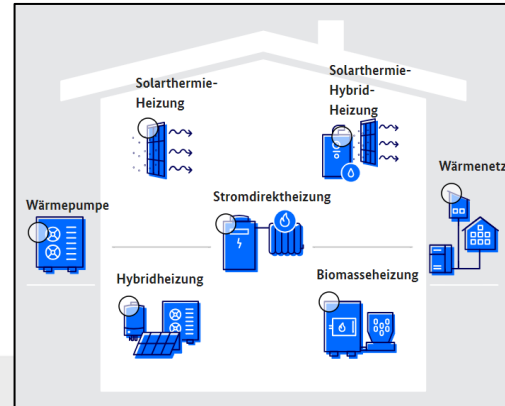 Solarthermie-
Heizung
Solarthermie-
Hybrid-
Heizung
Wärmenetz
Wärmepumpe
Stromdirektheizung
Hybridheizung
Biomasseheizung